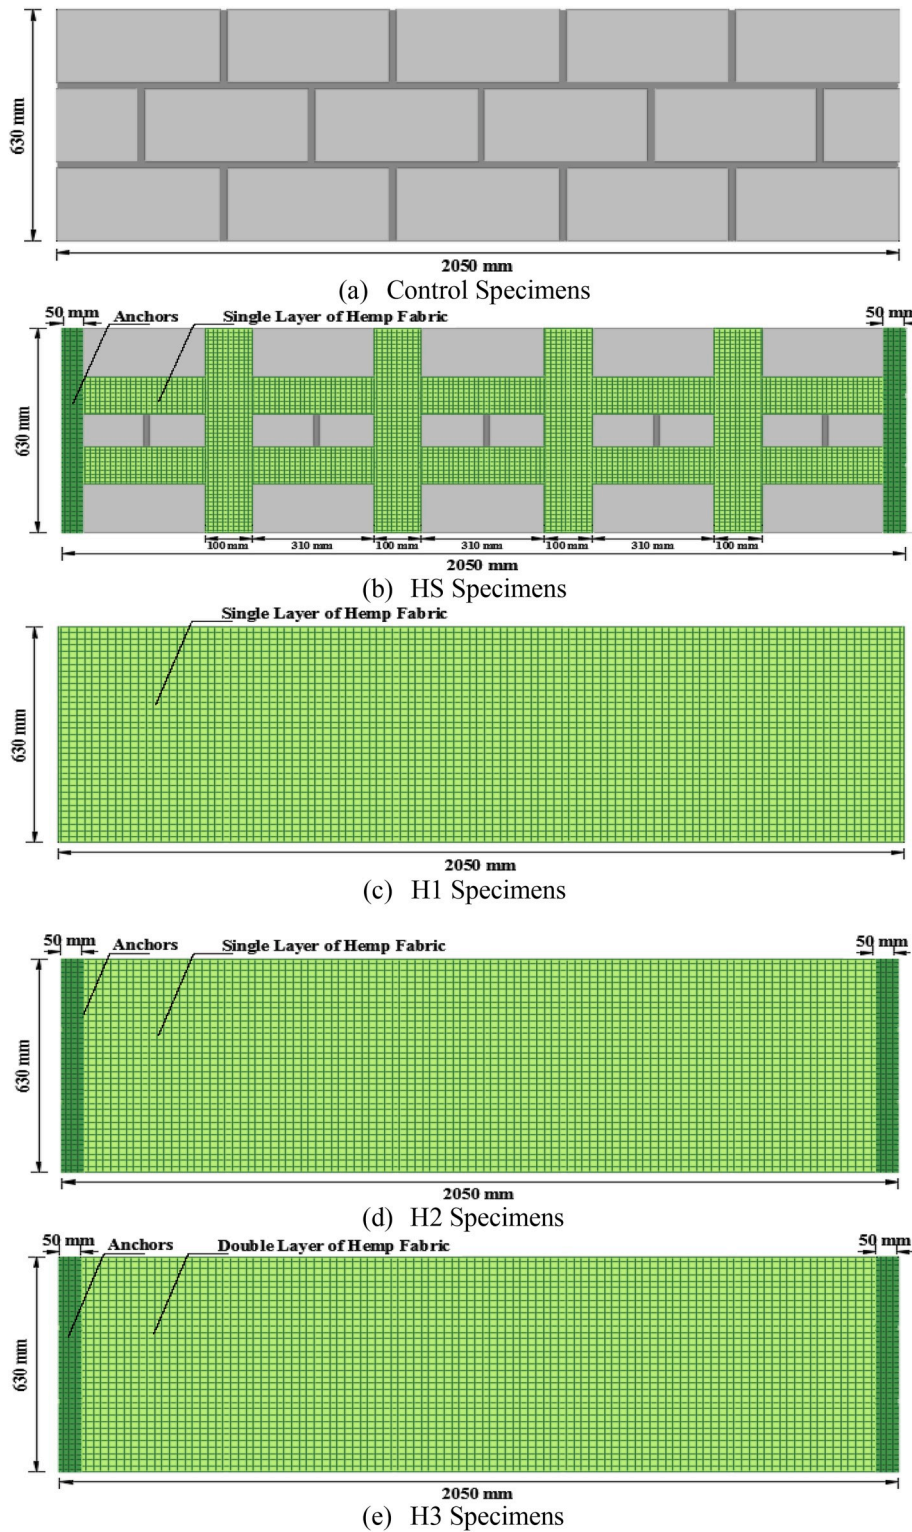 630 mm
2050 mm
(a) Control Specimens
50 mm Anchors Single Layer of Hemp Fabric 50 mm
630 mm
100 mm 310 mm 100 mm 310 mm 100 mm 310 mm 100 mm
2050 mm
(b) HS Specimens
Single Layer of Hemp Fabric
630 mm
2050 mm
(c) H1 Specimens
50 mm Anchors Single Layer of Hemp Fabric 50 mm
630 mm
2050 mm
(d) H2 Specimens
50 mm Anchors Double Layer of Hemp Fabric 50 mm
630 mm
2050 mm
(e) H3 Specimens